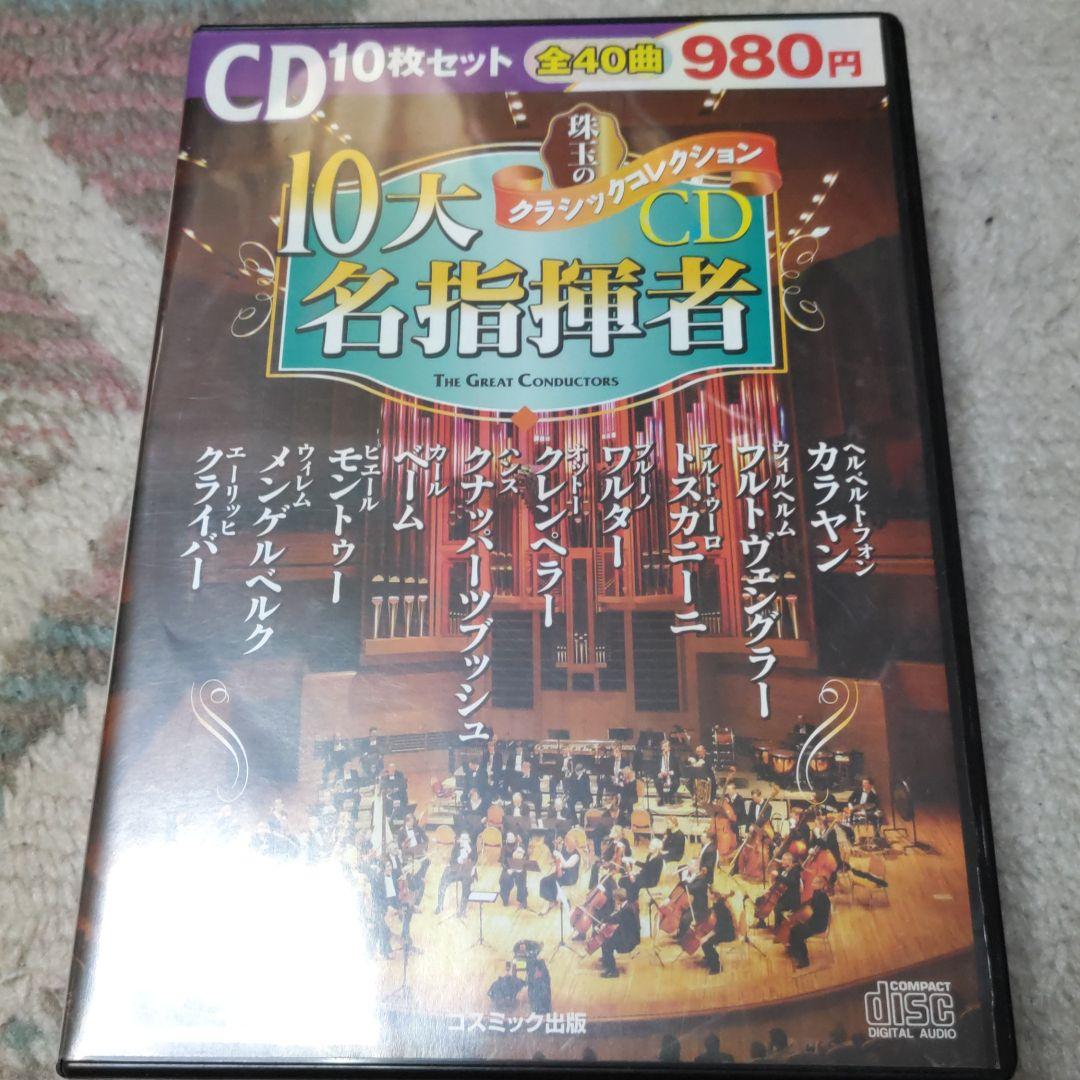 CD10枚セット 全40曲 980円
珠玉の
クラシックコレクション
10大
CD
名指揮者
THE GREAT CONDUCTORS
ヘルベルト・フォン
カラヤン
ウィルヘルム
フルトヴェングラー
アルトゥーロ
トスカニーニ
ブルーノ
ワルター
オットー
クレンペラー
ハンス
クナッパーツブッシュ
カール
ベーム
ピエール
モントゥー
ウィレム
メンゲルベルク
エーリッヒ
クライバー
コスミック出版
COMPACT
disc
DIGITAL AUDIO